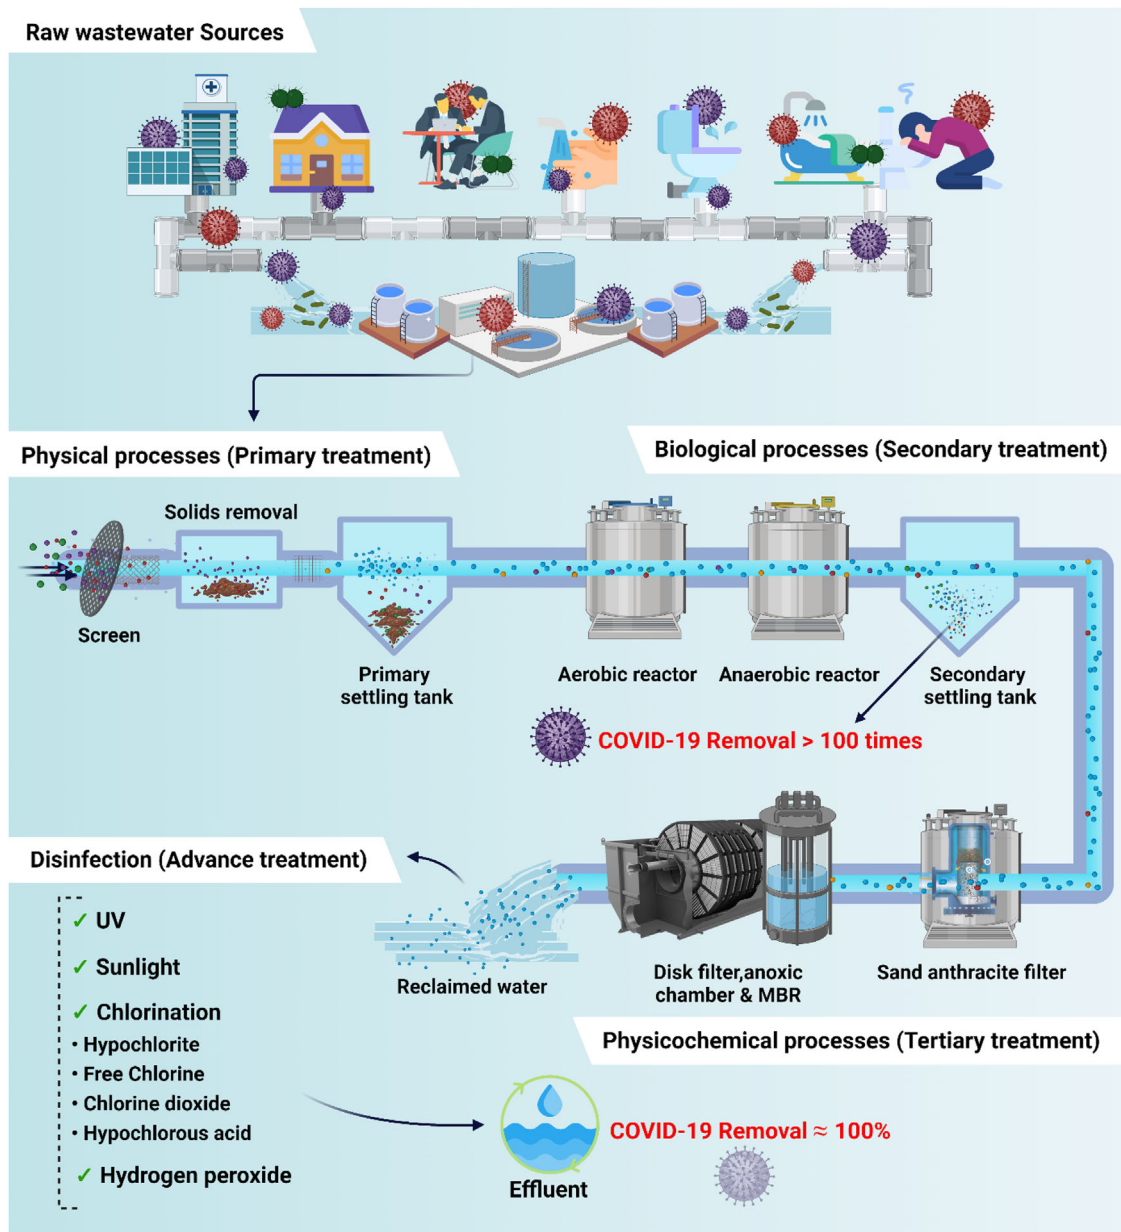 Raw wastewater Sources
Physical processes (Primary treatment)
Biological processes (Secondary treatment)
Solids removal
Screen
Primary
settling tank
Aerobic reactor
Anaerobic reactor
Secondary
settling tank
COVID-19 Removal > 100 times
Disinfection (Advance treatment)
✓ UV
✓ Sunlight
✓ Chlorination
• Hypochlorite
• Free Chlorine
• Chlorine dioxide
• Hypochlorous acid
✓ Hydrogen peroxide
Reclaimed water
Disk filter,anoxic
chamber & MBR
Sand anthracite filter
Physicochemical processes (Tertiary treatment)
COVID-19 Removal ≈ 100%
Effluent